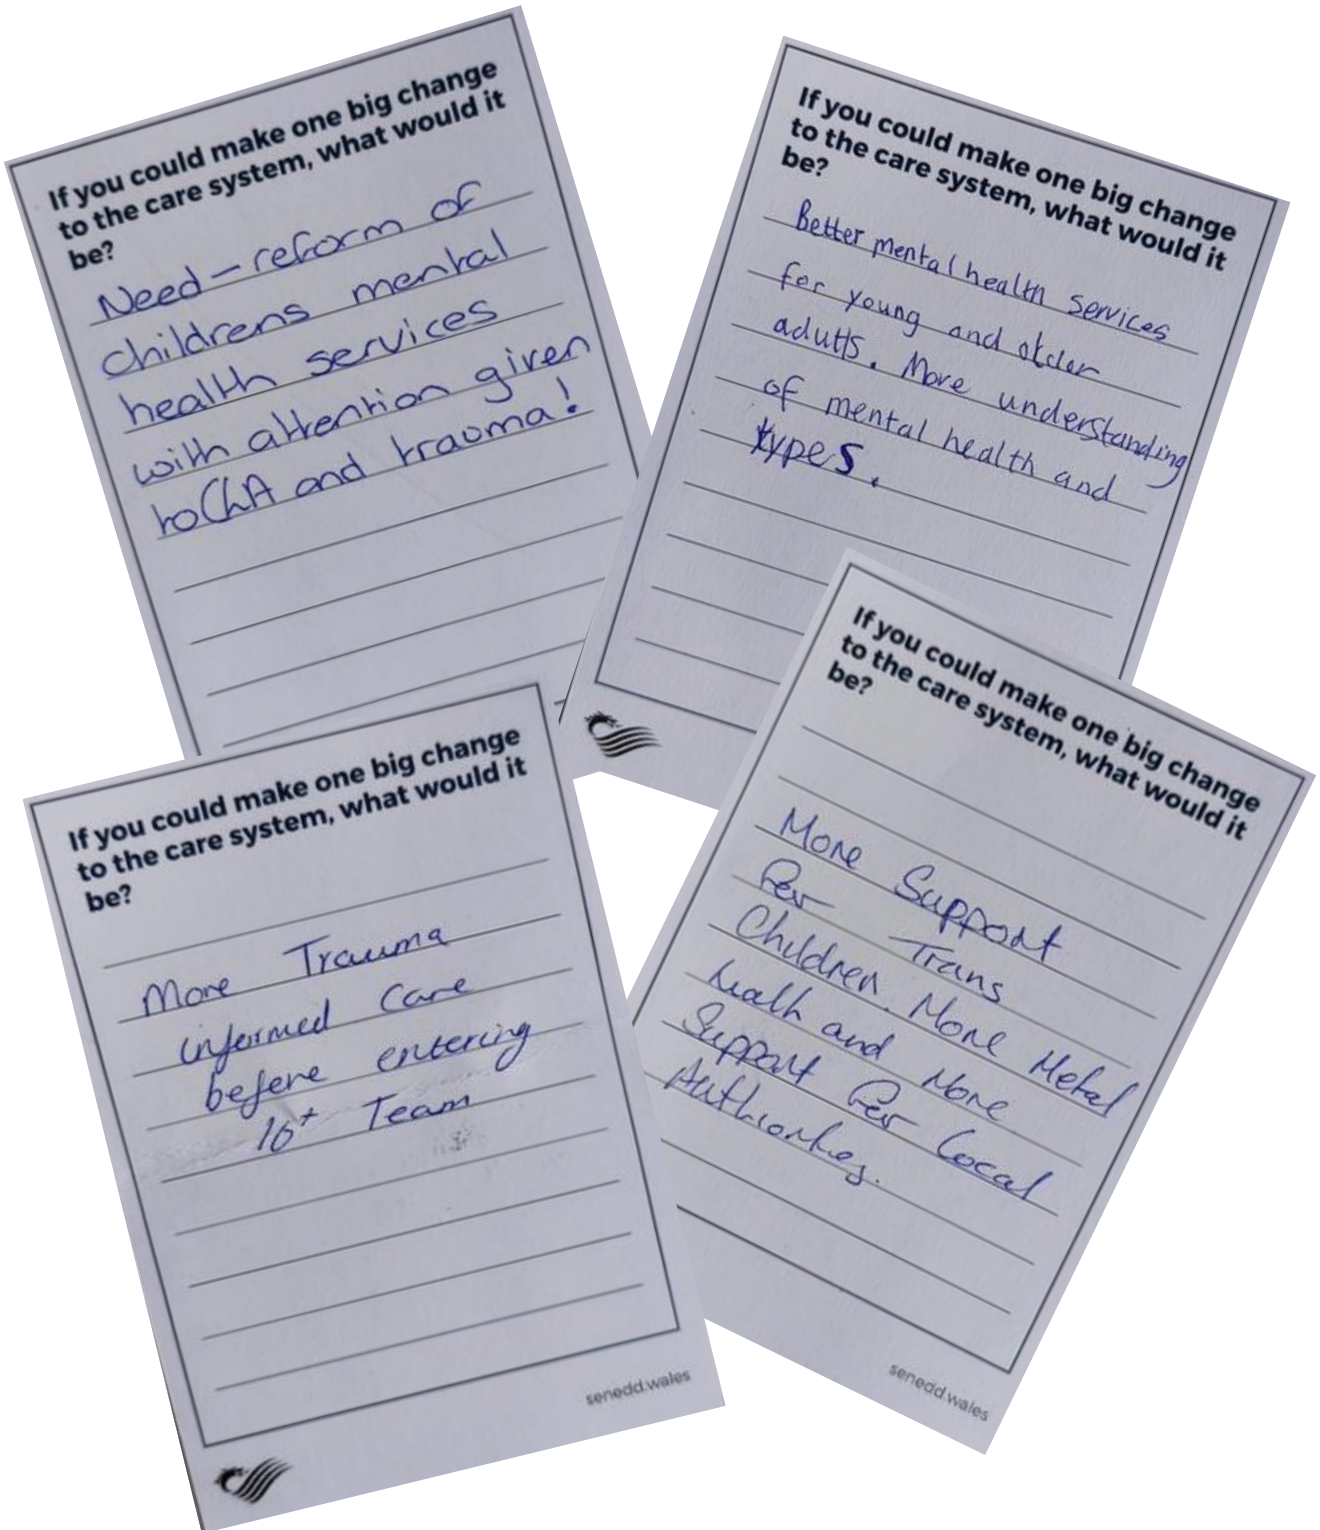 If you could make one big change
to the care system, what would it
be?
Need - reform of
childrens mental
health services
with attention given
to ChA and trauma!
If you could make one big change
to the care system, what would it
be?
Better mental health services
for young and older
adults. More understanding
of mental health and
types.
If you could make one big change
to the care system, what would it
be?
More Trauma
informed Care
before entering
16+ Team
senedd.wales
If you could make one big change
to the care system, what would it
be?
More Support
For Trans
Children. More Metal
health and More
Support For Local
Authorites.
senedd.wales